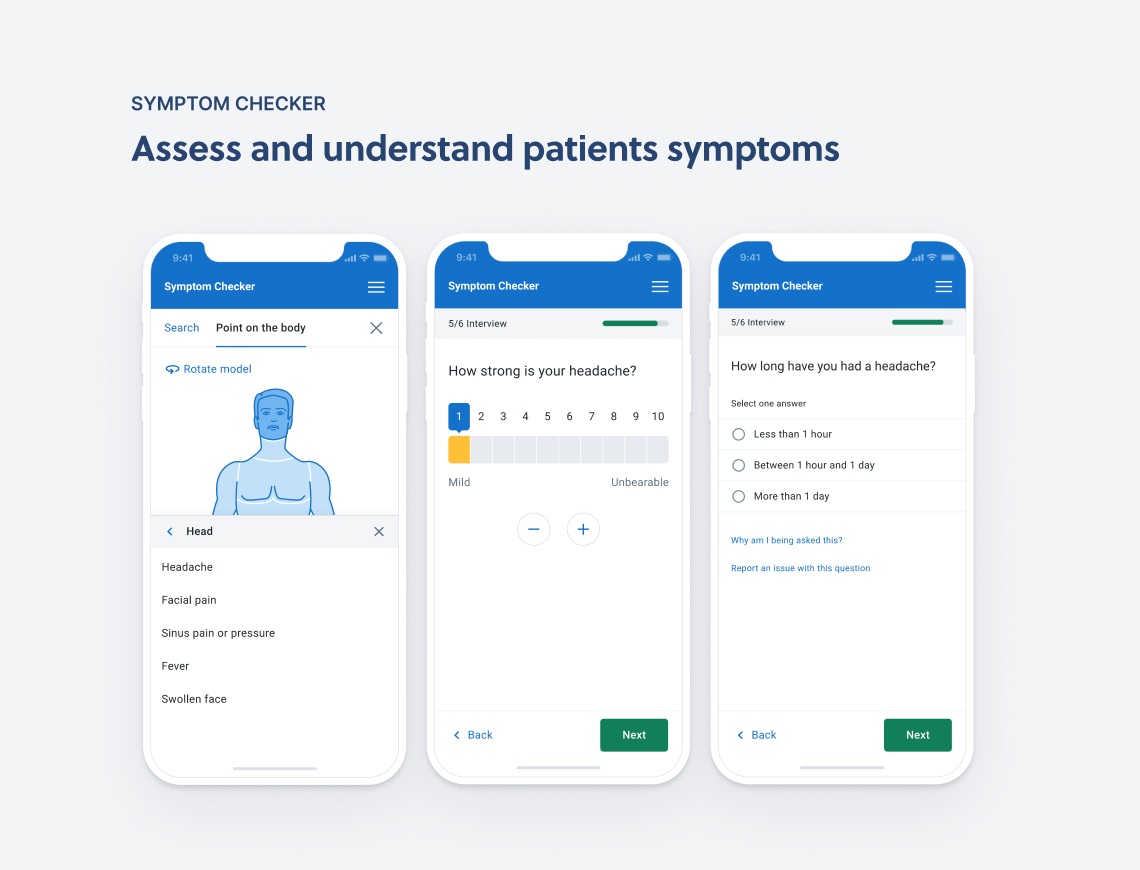 SYMPTOM CHECKER
Assess and understand patients symptoms
9:41
Symptom Checker
Search Point on the body
Rotate model
Head
Headache
Facial pain
Sinus pain or pressure
Fever
Swollen face
9:41
Symptom Checker
5/6 Interview
How strong is your headache?
1 2 3 4 5 6 7 8 9 10
Mild Unbearable
Back Next
9:41
Symptom Checker
5/6 Interview
How long have you had a headache?
Select one answer
Less than 1 hour
Between 1 hour and 1 day
More than 1 day
Why am I being asked this?
Report an issue with this question
Back Next